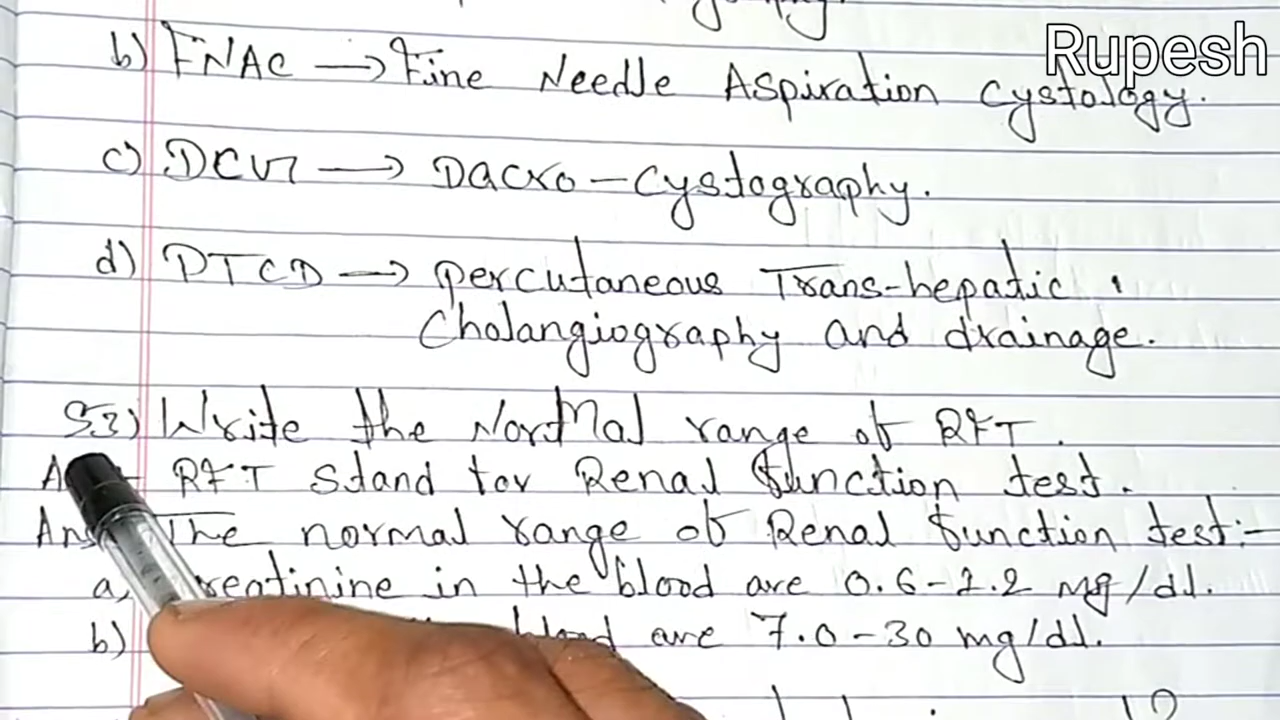 Rupesh
b) FNAC → Fine Needle Aspiration Cystology.
c) DCG → Dacro-Cystography.
d) PTCD → Percutaneous Trans-hepatic
Cholangiography and drainage.
53) Write the Normal range of RFT.
RFT stand for Renal function test.
Ans The normal range of Renal function test:-
a, reatinine in the blood are 0.6-1.2 mg/dl.
b) blood are 7.0-30 mg/dl.